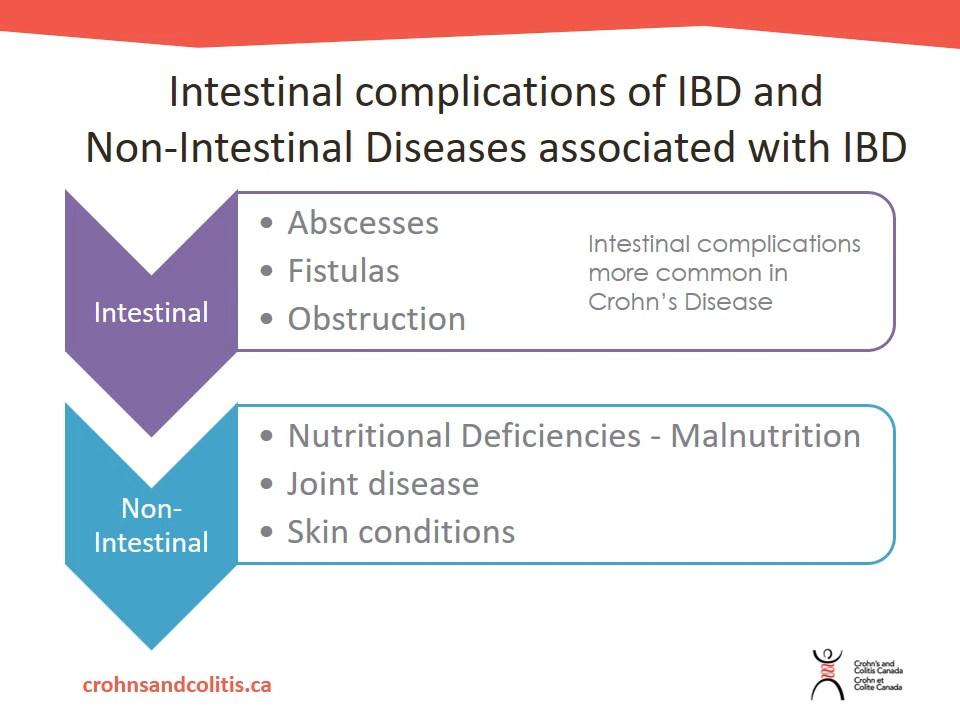 Intestinal complications of IBD and
Non-Intestinal Diseases associated with IBD
Intestinal
• Abscesses
• Fistulas
• Obstruction
Intestinal complications
more common in
Crohn's Disease
Non-
Intestinal
• Nutritional Deficiencies - Malnutrition
• Joint disease
• Skin conditions
crohnsandcolitis.ca
Crohn's and
Colitis Canada
Crohn et
Colite Canada